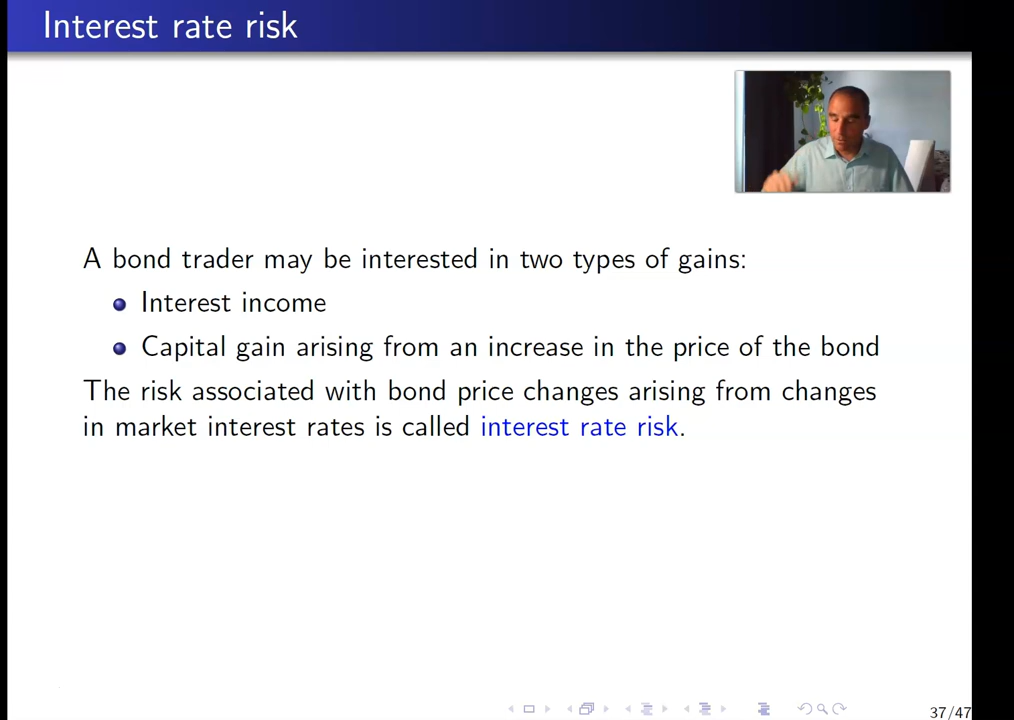 Interest rate risk
A bond trader may be interested in two types of gains:
Interest income
Capital gain arising from an increase in the price of the bond
The risk associated with bond price changes arising from changes
in market interest rates is called interest rate risk.
37/47